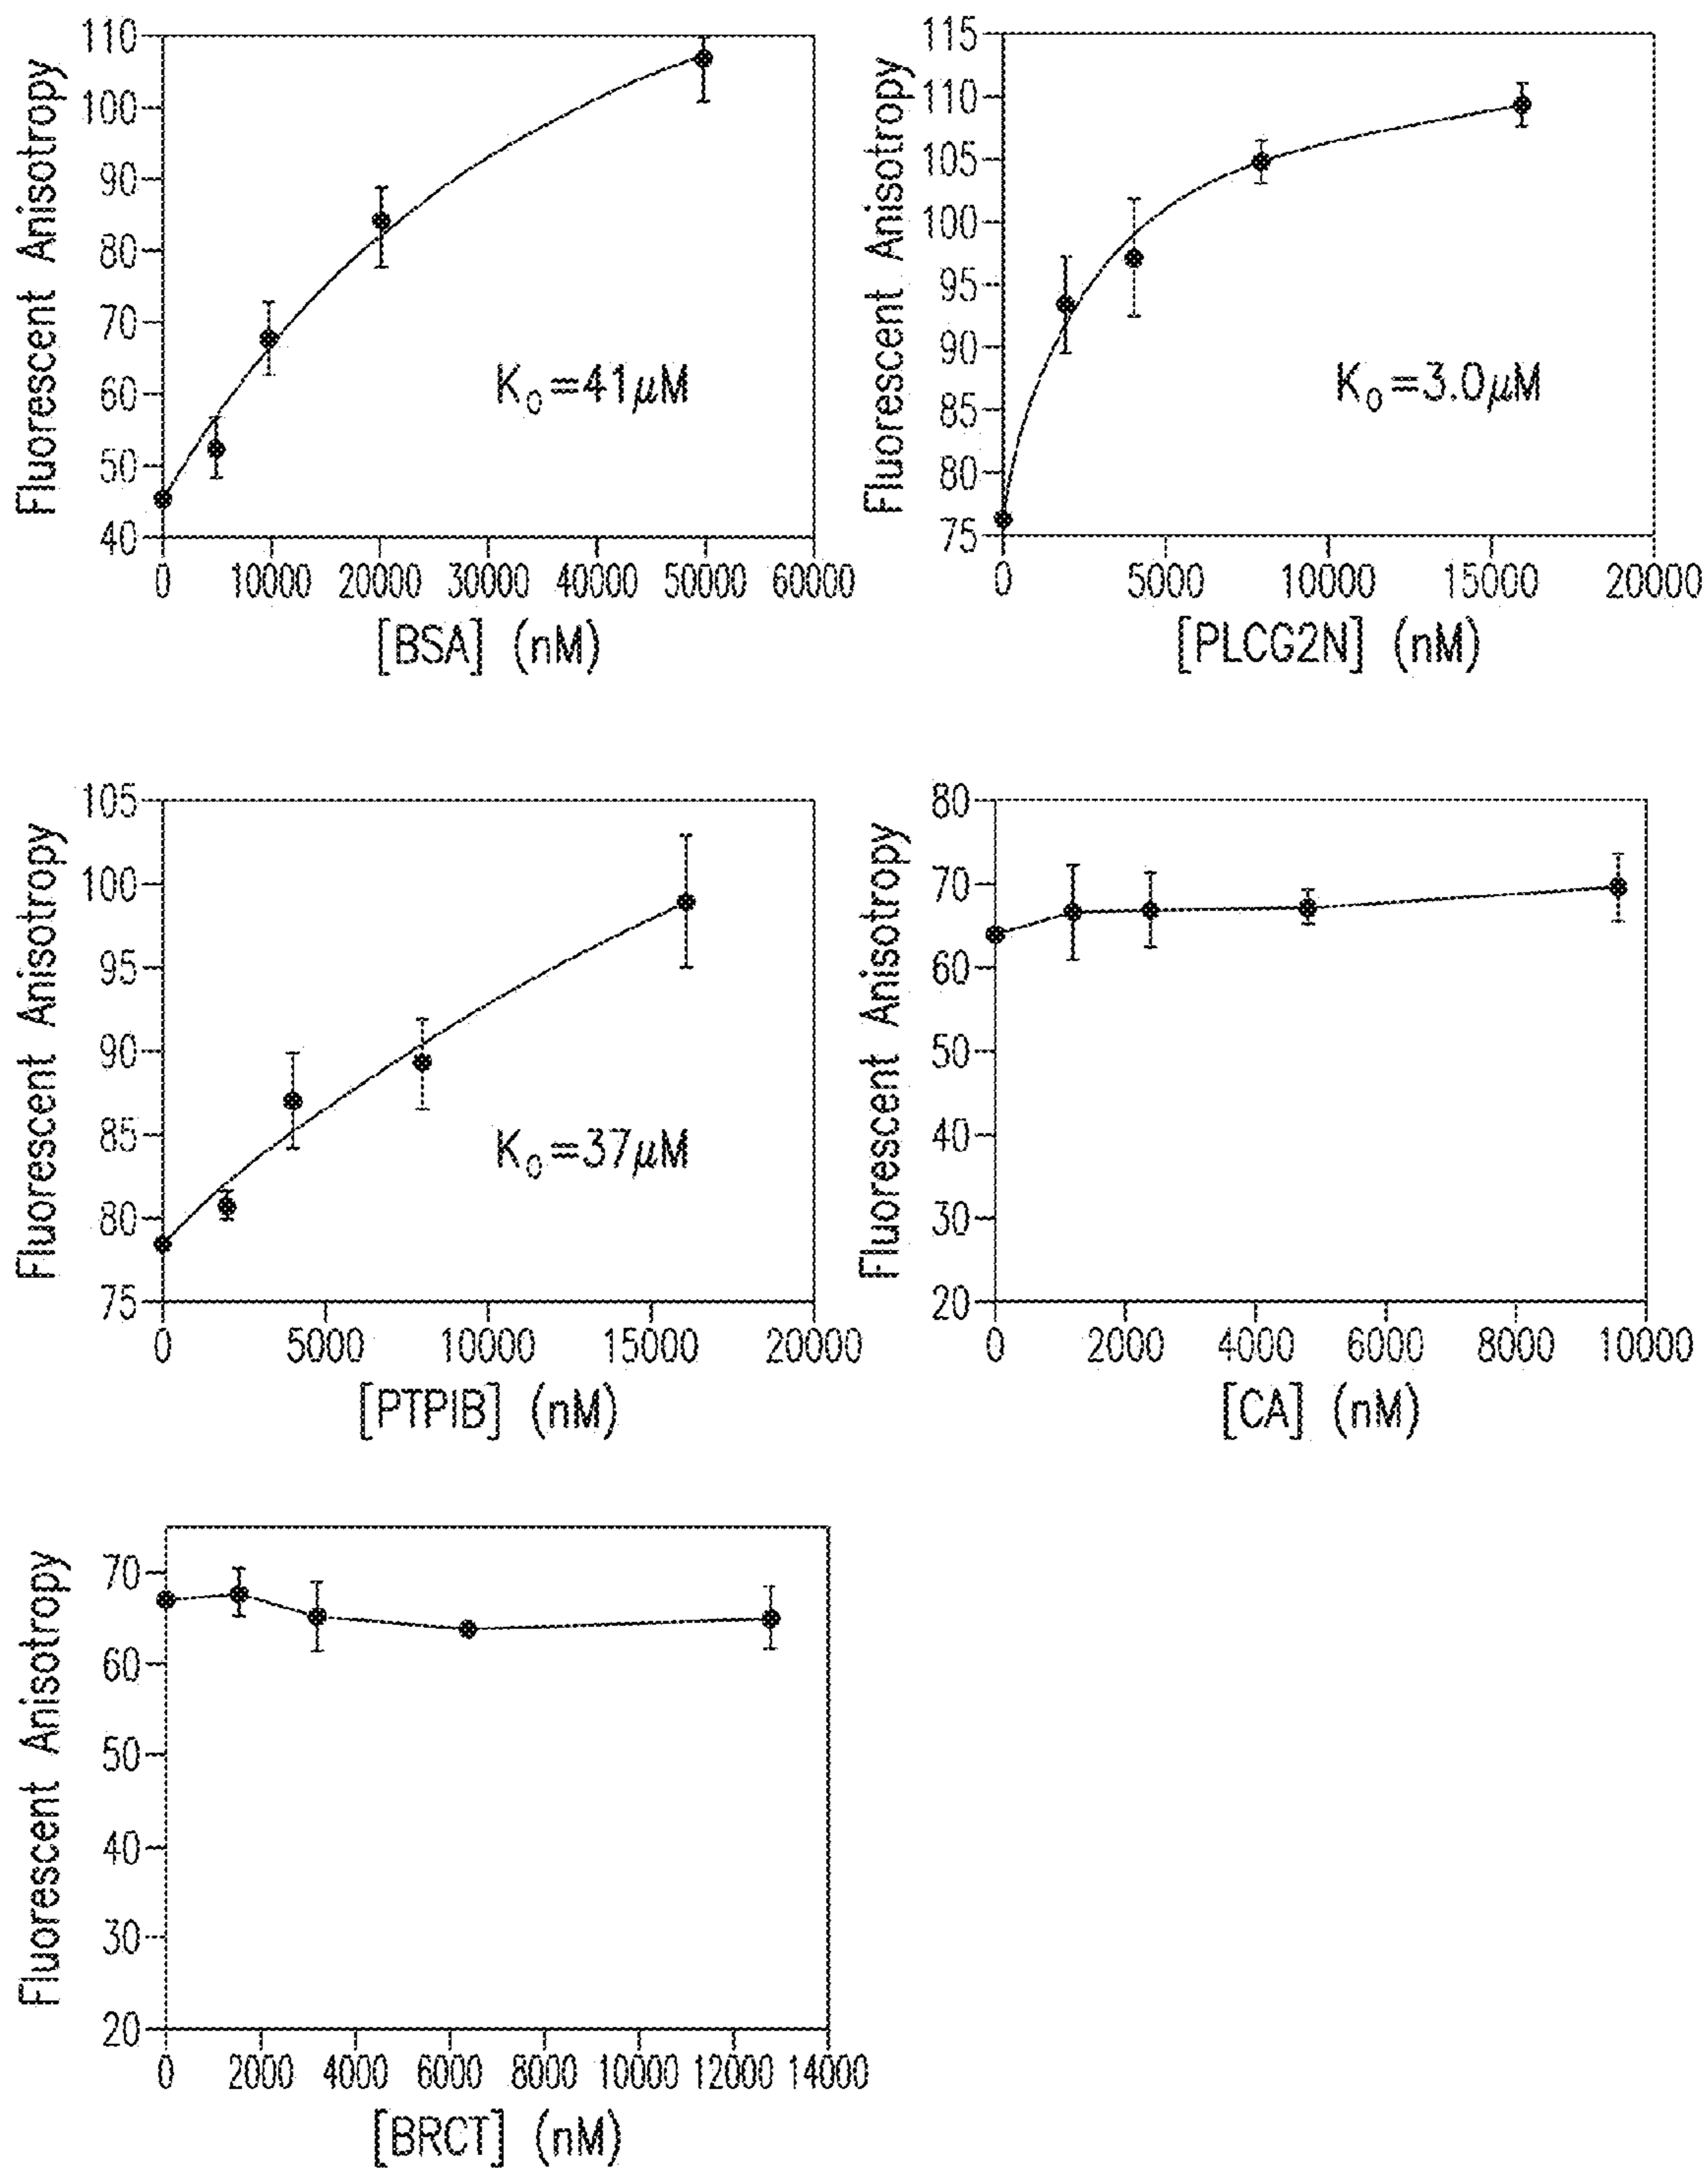 Fluorescent Anisotropy
110
100
90
80
70
60
50
40
K0=41μM
0 10000 20000 30000 40000 50000 60000
[BSA] (nM)
Fluorescent Anisotropy
115
110
105
100
95
90
85
80
75
K0=3.0μM
0 5000 10000 15000 20000
[PLCG2N] (nM)
Fluorescent Anisotropy
105
100
95
90
85
80
75
K0=37μM
0 5000 10000 15000 20000
[PTPIB] (nM)
Fluorescent Anisotropy
80
70
60
50
40
30
20
0 2000 4000 6000 8000 10000
[CA] (nM)
Fluorescent Anisotropy
70
60
50
40
30
20
0 2000 4000 6000 8000 10000 12000 14000
[BRCT] (nM)